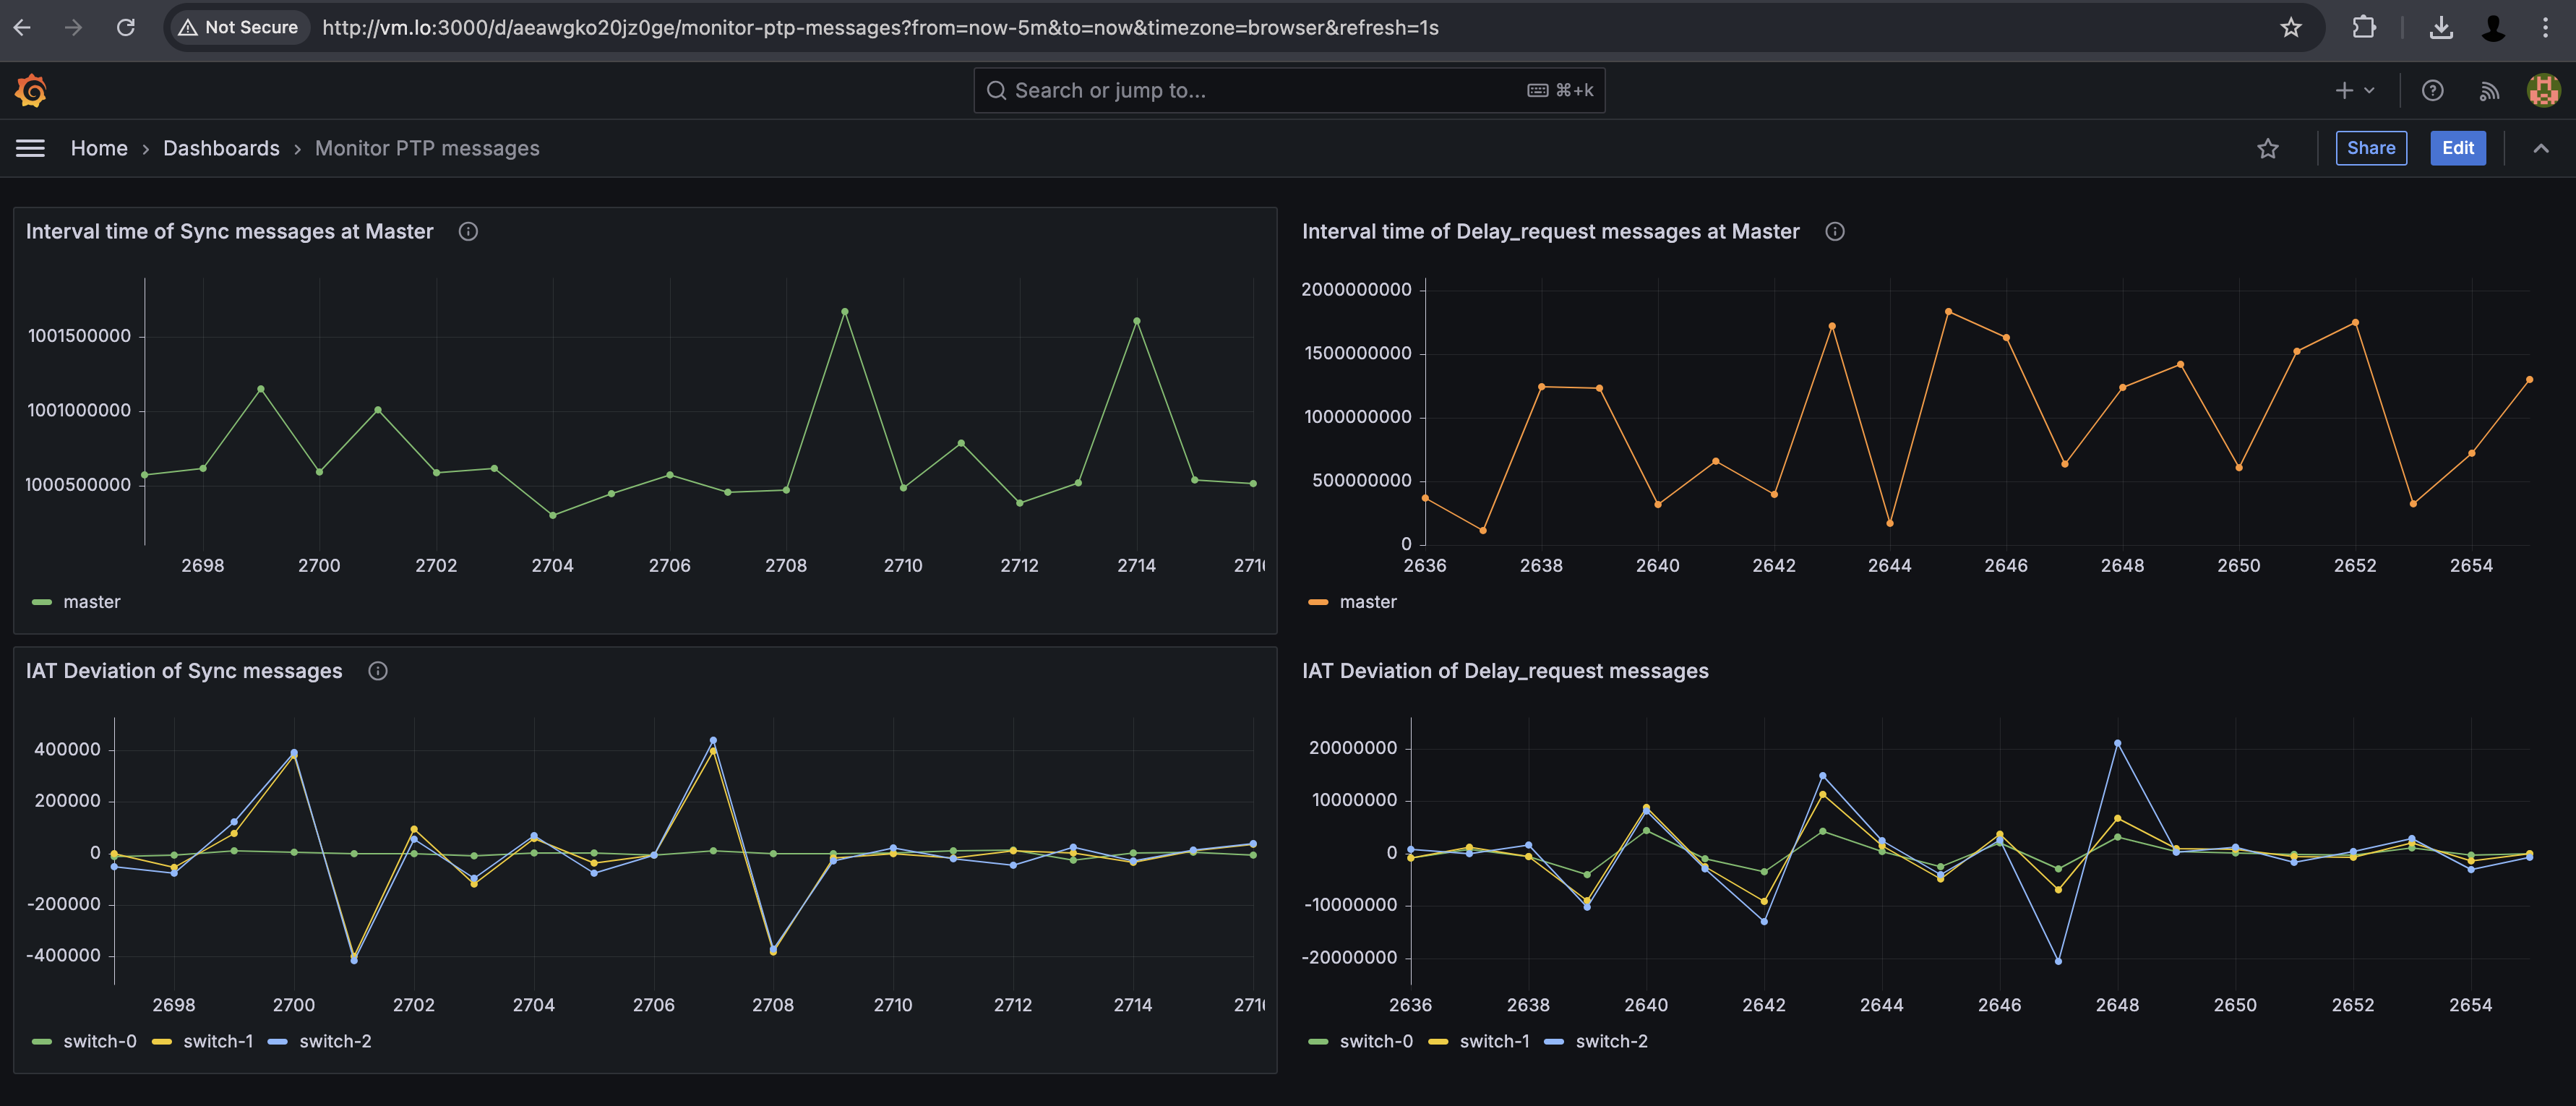 Not Secure http://vm.lo:3000/d/aeawgko20jz0ge/monitor-ptp-messages?from=now-5m&to=now&timezone=browser&refresh=1s
Search or jump to... ⌘+k
Home › Dashboards › Monitor PTP messages Share Edit
Interval time of Sync messages at Master
1001500000
1001000000
1000500000
2698 2700 2702 2704 2706 2708 2710 2712 2714
master
Interval time of Delay_request messages at Master
2000000000
1500000000
1000000000
500000000
0
2636 2638 2640 2642 2644 2646 2648 2650 2652 2654
master
IAT Deviation of Sync messages
400000
200000
0
-200000
-400000
2698 2700 2702 2704 2706 2708 2710 2712 2714
switch-0 switch-1 switch-2
IAT Deviation of Delay_request messages
20000000
10000000
0
-10000000
-20000000
2636 2638 2640 2642 2644 2646 2648 2650 2652 2654
switch-0 switch-1 switch-2